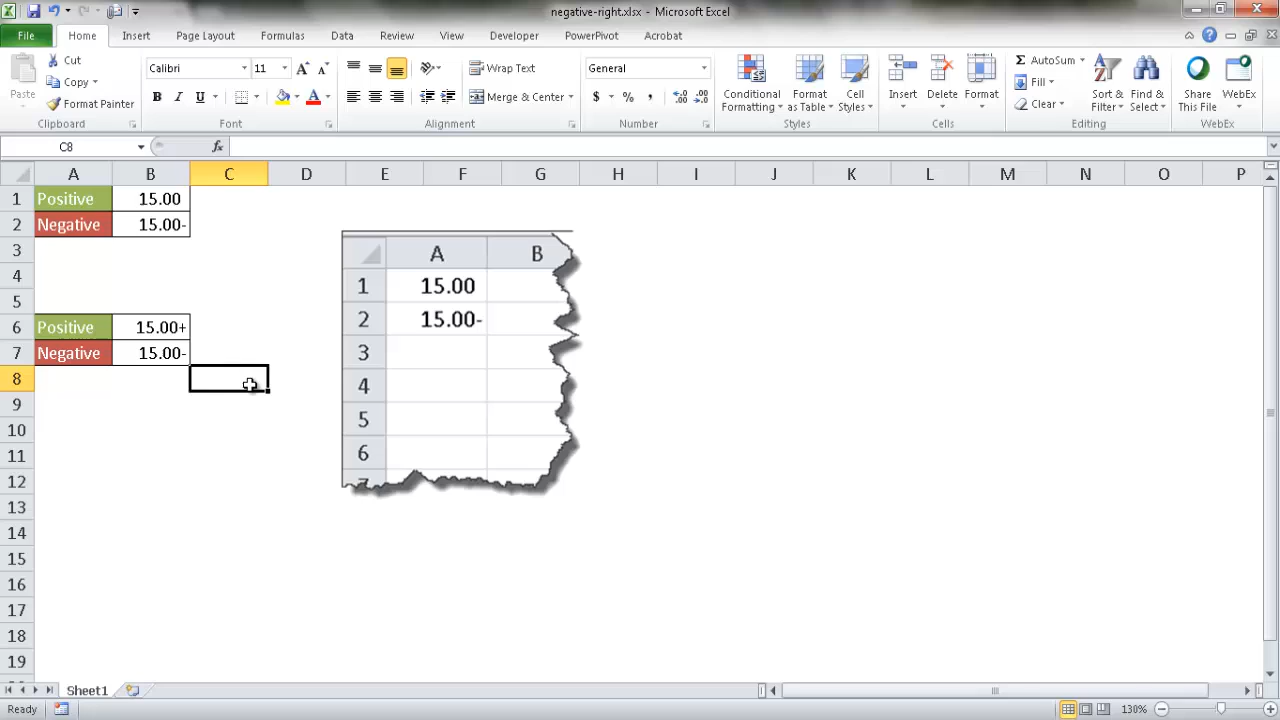 negative-right.xlsx - Microsoft Excel
File Home Insert Page Layout Formulas Data Review View Developer PowerPivot Acrobat
Paste
Cut
Copy
Format Painter
Clipboard
Calibri 11
B I U
Font
Wrap Text
Merge & Center
Alignment
General
$ % ,
Number
Conditional Formatting
Format as Table
Cell Styles
Styles
Insert
Delete
Format
Cells
AutoSum
Fill
Clear
Sort & Filter
Find & Select
Editing
Share This File
WebEx
WebEx
C8 fx
A B C D E F G H I J K L M N O P
1 Positive 15.00
2 Negative 15.00-
3
4
5
6 Positive 15.00+
7 Negative 15.00-
8
9
10
11
12
13
14
15
16
17
18
19
A B
1 15.00
2 15.00-
3
4
5
6
7
Sheet1
Ready 130%